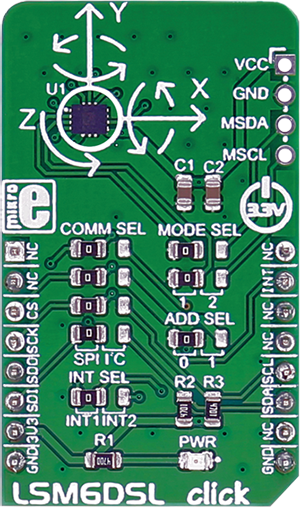 Y
U1
X
Z
VCC
GND
MSDA
MSCL
C1 C2
mikro
e
3.3V
COMM SEL
MODE SEL
1 2
ADD SEL
SPI I²C
0 1
INT SEL
R2 R3
INT1 INT2
R1
PWR
GND 3V3 SDI SDO SCK CS NC NC
GND NC SDA SCL NC NC INT NC
LSM6DSL click